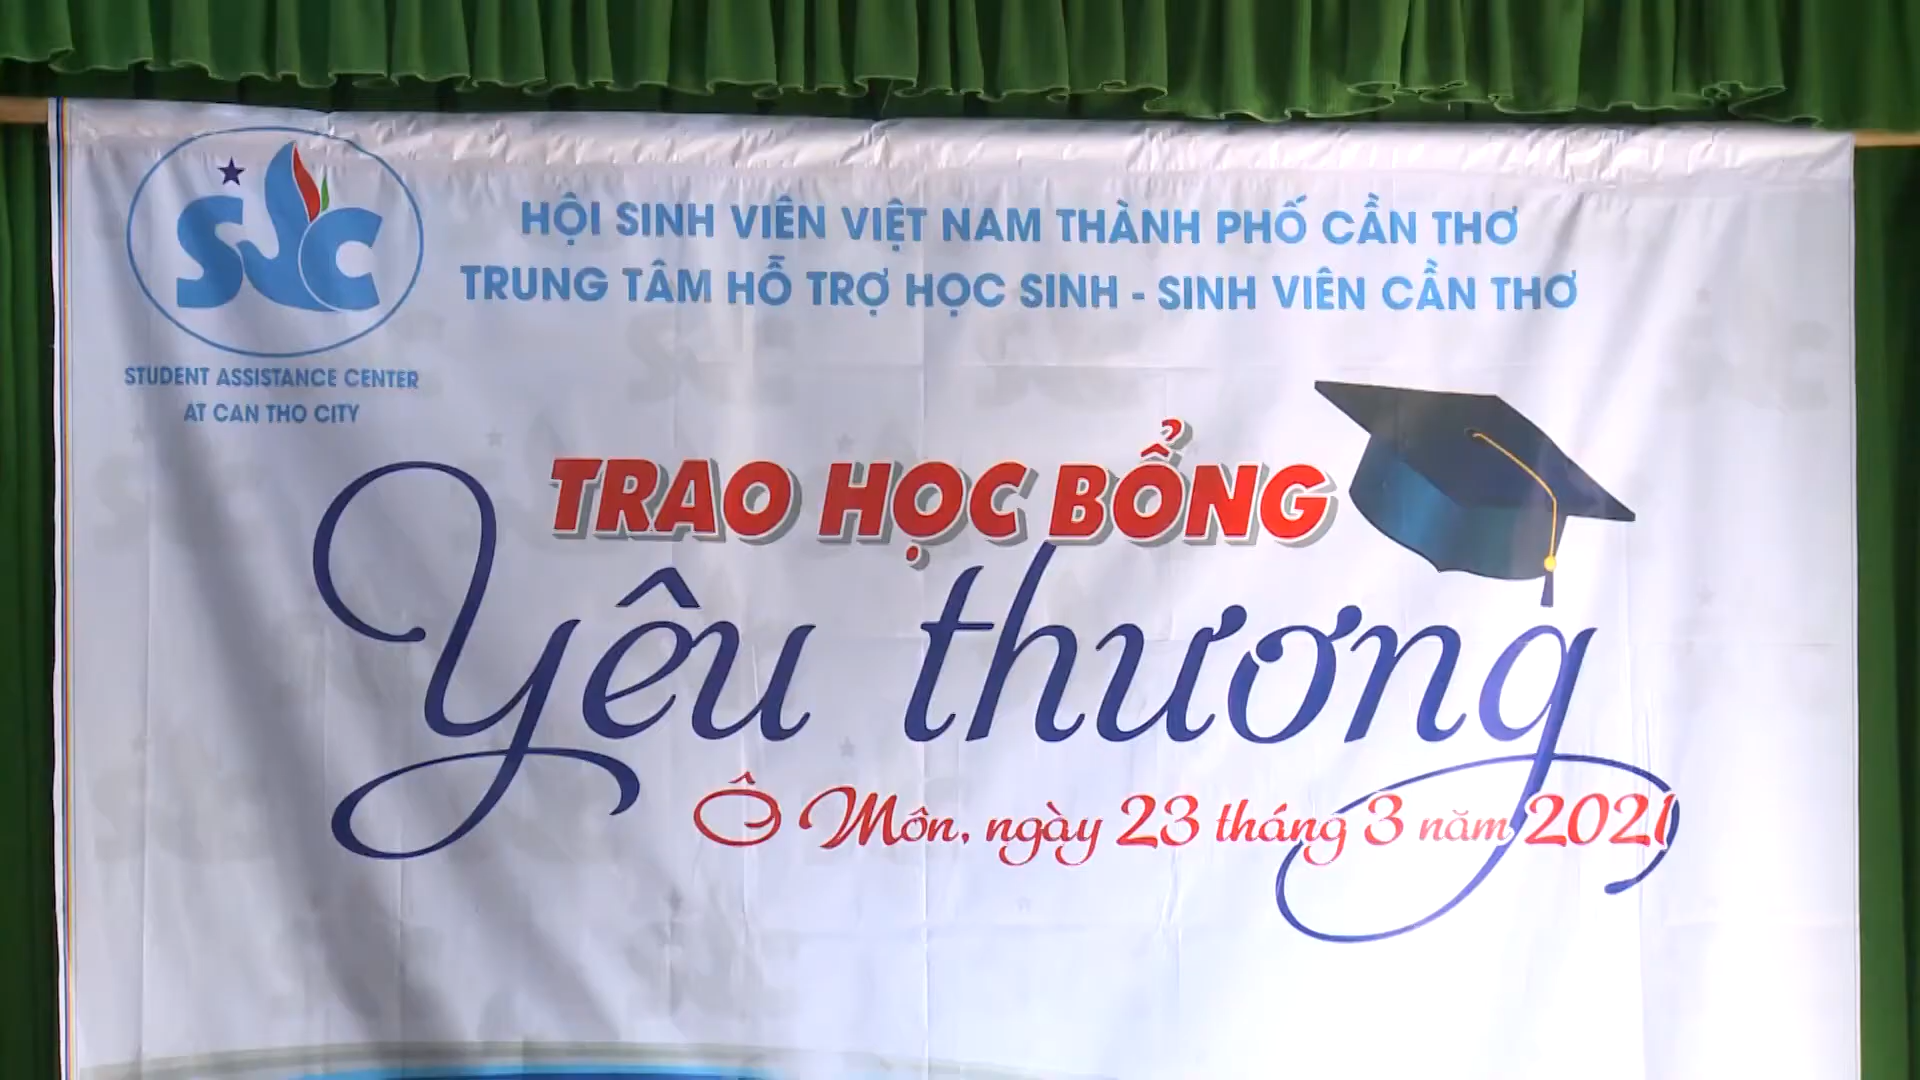 SAC
STUDENT ASSISTANCE CENTER
AT CAN THO CITY
HỘI SINH VIÊN VIỆT NAM THÀNH PHỐ CẦN THƠ
TRUNG TÂM HỖ TRỢ HỌC SINH - SINH VIÊN CẦN THƠ
TRAO HỌC BỔNG
Yêu thương
Ô Môn, ngày 23 tháng 3 năm 2021